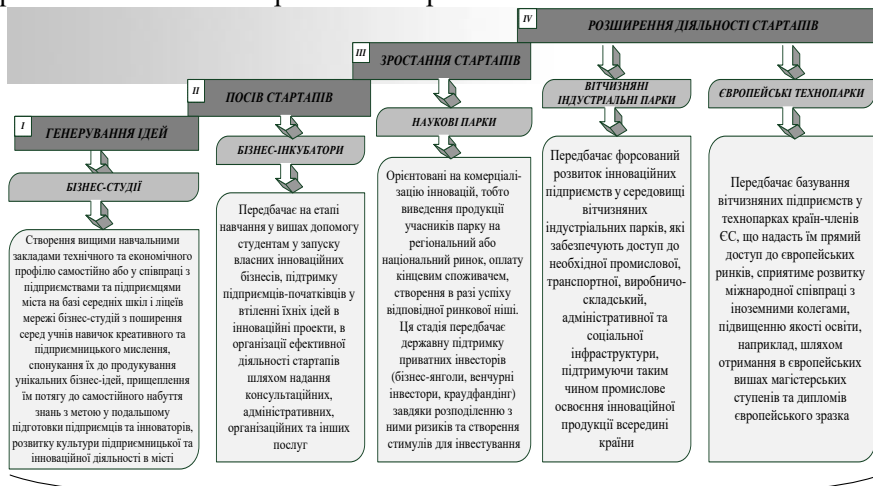 IV
РОЗШИРЕННЯ ДІЯЛЬНОСТІ СТАРТАПІВ
III
ЗРОСТАННЯ СТАРТАПІВ
II
ПОСІВ СТАРТАПІВ
I
ГЕНЕРУВАННЯ ІДЕЙ
БІЗНЕС-СТУДІЇ
Створення вищими навчальними
закладами технічного та економічного
профілю самостійно або у співпраці з
підприємствами та підприємцями
міста на базі середніх шкіл і ліцеїв
мережі бізнес-студій з поширення
серед учнів навичок креативного та
підприємницького мислення,
спонукання їх до продукування
унікальних бізнес-ідей, прищеплення
їм потягу до самостійного набуття
знань з метою у подальшому
підготовки підприємців та інноваторів,
розвитку культури підприємницької та
інноваційної діяльності в місті
БІЗНЕС-ІНКУБАТОРИ
Передбачає на етапі
навчання у вишах допомогу
студентам у запуску
власних інноваційних
бізнесів, підтримку
підприємців-початківців у
втіленні їхніх ідей в
інноваційні проекти, в
організації ефективної
діяльності стартапів
шляхом надання
консультаційних,
адміністративних,
організаційних та інших
послуг
НАУКОВІ ПАРКИ
Орієнтовані на комерціалі-
зацію інновацій, тобто
виведення продукції
учасників парку на
регіональний або
національний ринок, оплату
кінцевим споживачем,
створення в разі успіху
відповідної ринкової ніші.
Ця стадія передбачає
державну підтримку
приватних інвесторів
(бізнес-янголи, венчурні
інвестори, краудфандінг)
завдяки розподіленню з
ними ризиків та створення
стимулів для інвестування
ВІТЧИЗНЯНІ
ІНДУСТРІАЛЬНІ ПАРКИ
Передбачає форсований
розвиток інноваційних
підприємств у середовищі
вітчизняних
індустріальних парків, які
забезпечують доступ до
необхідної промислової,
транспортної, виробничо-
складський,
адміністративної та
соціальної
інфраструктури,
підтримуючи таким
чином промислове
освоєння інноваційної
продукції всередині
країни
ЄВРОПЕЙСЬКІ ТЕХНОПАРКИ
Передбачає базування
вітчизняних підприємств у
технопарках країн-членів
ЄС, що надасть їм прямий
доступ до європейських
ринків, сприятиме розвитку
міжнародної співпраці з
іноземними колегами,
підвищенню якості освіти,
наприклад, шляхом
отримання в європейських
вишах магістерських
ступенів та дипломів
європейського зразка